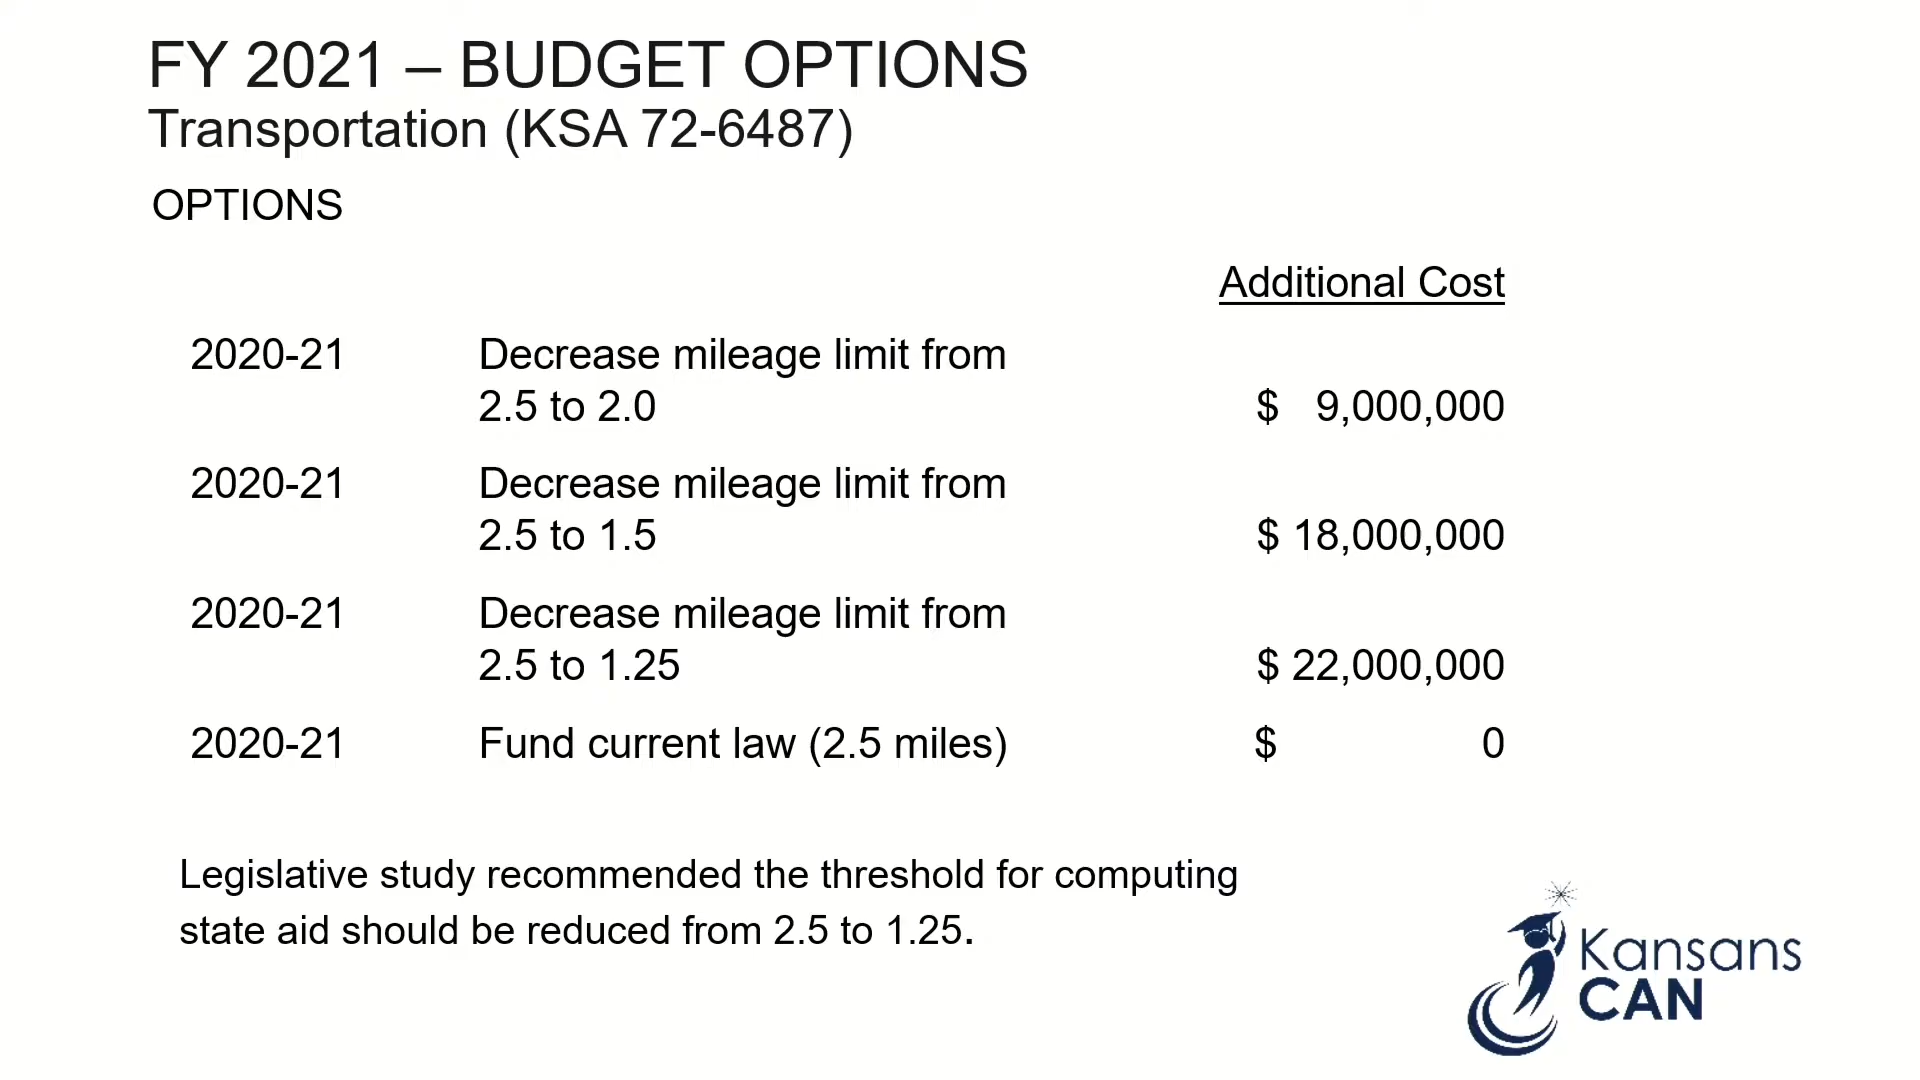 FY 2021 – BUDGET OPTIONS
Transportation (KSA 72-6487)
OPTIONS
Additional Cost
2020-21 Decrease mileage limit from
2.5 to 2.0 $ 9,000,000
2020-21 Decrease mileage limit from
2.5 to 1.5 $ 18,000,000
2020-21 Decrease mileage limit from
2.5 to 1.25 $ 22,000,000
2020-21 Fund current law (2.5 miles) $ 0
Legislative study recommended the threshold for computing
state aid should be reduced from 2.5 to 1.25.
Kansans
CAN